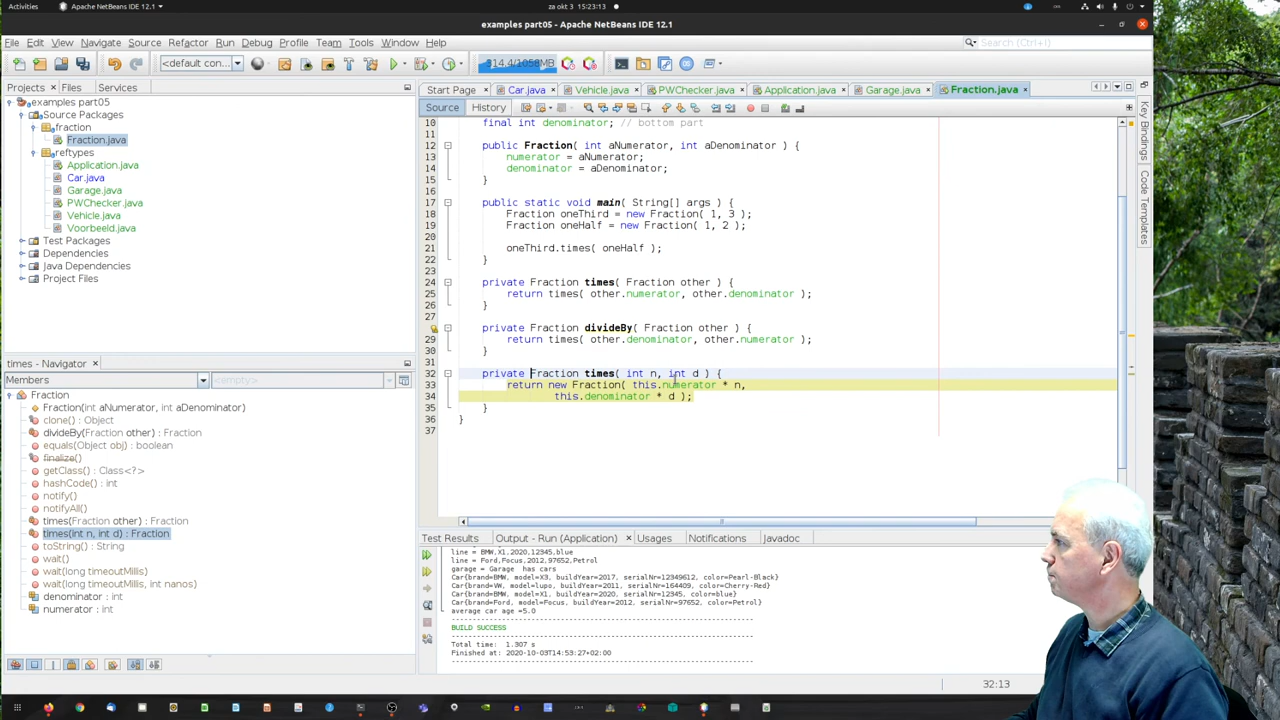 Activities
Apache NetBeans IDE 12.1
za okt 3 15:23:13
examples part05 - Apache NetBeans IDE 12.1
File Edit View Navigate Source Refactor Run Debug Profile Team Tools Window Help
Search (Ctrl+I)
<default con...
314.4/1058MB
Projects Files Services
examples part05
Source Packages
fraction
Fraction.java
reftypes
Application.java
Car.java
Garage.java
PWChecker.java
Vehicle.java
Voorbeeld.java
Test Packages
Dependencies
Java Dependencies
Project Files
times - Navigator
Members
<empty>
Fraction
Fraction(int aNumerator, int aDenominator)
clone() : Object
divideBy(Fraction other) : Fraction
equals(Object obj) : boolean
finalize()
getClass() : Class<?>
hashCode() : int
notify()
notifyAll()
times(Fraction other) : Fraction
times(int n, int d) : Fraction
toString() : String
wait()
wait(long timeoutMillis)
wait(long timeoutMillis, int nanos)
denominator : int
numerator : int
Start Page Car.java Vehicle.java PWChecker.java Application.java Garage.java Fraction.java
Source History
10 final int denominator; // bottom part
11
12 public Fraction( int aNumerator, int aDenominator ) {
13 numerator = aNumerator;
14 denominator = aDenominator;
15 }
16
17 public static void main( String[] args ) {
18 Fraction oneThird = new Fraction( 1, 3 );
19 Fraction oneHalf = new Fraction( 1, 2 );
20
21 oneThird.times( oneHalf );
22 }
23
24 private Fraction times( Fraction other ) {
25 return times( other.numerator, other.denominator );
26 }
27
28 private Fraction divideBy( Fraction other ) {
29 return times( other.denominator, other.numerator );
30 }
31
32 private Fraction times( int n, int d ) {
33 return new Fraction( this.numerator * n,
34 this.denominator * d );
35 }
36 }
37
Key Bindings
Code Templates
Test Results Output - Run (Application) Usages Notifications Javadoc
line = BMW,X1,2020,12345,blue
line = Ford,Focus,2012,97652,Petrol
garage = Garage has cars
Car{brand=BMW, model=X3, buildYear=2017, serialNr=12349612, color=Pearl-Black}
Car{brand=VW, model=lupo, buildYear=2011, serialNr=164409, color=Cherry-Red}
Car{brand=BMW, model=X1, buildYear=2020, serialNr=12345, color=blue}
Car{brand=Ford, model=Focus, buildYear=2012, serialNr=97652, color=Petrol}
average car age =5.0
BUILD SUCCESS
Total time: 1.307 s
Finished at: 2020-10-03T14:53:27+02:00
32:13